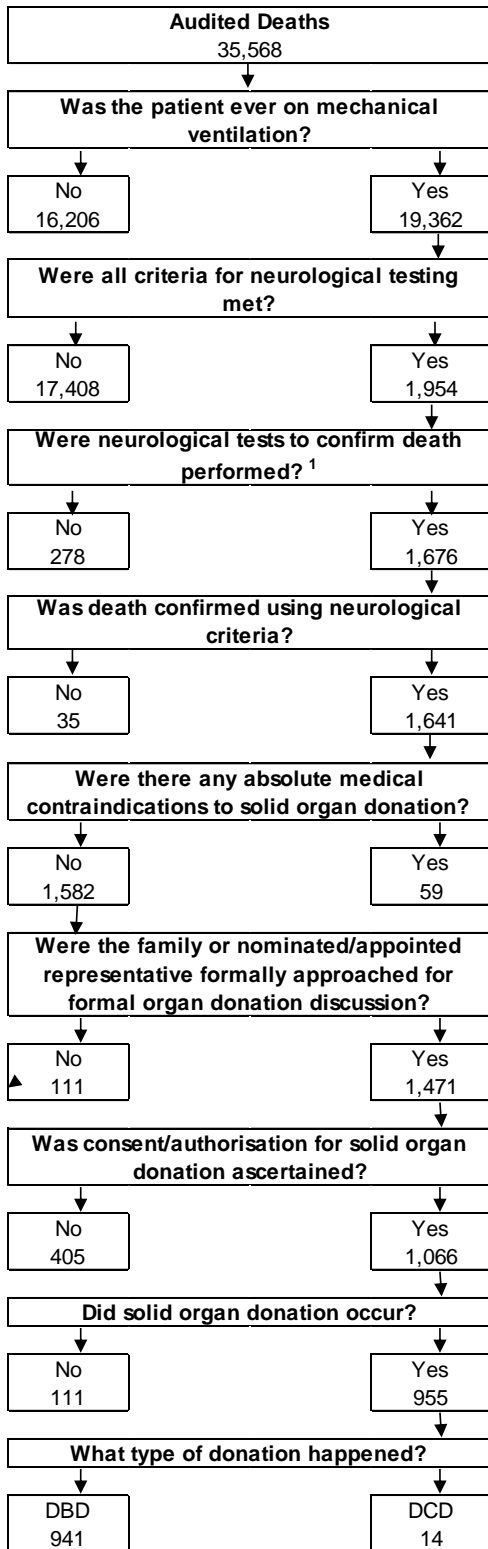 Audited Deaths
35,568
Was the patient ever on mechanical
ventilation?
No
16,206
Yes
19,362
Were all criteria for neurological testing
met?
No
17,408
Yes
1,954
Were neurological tests to confirm death
performed? 1
No
278
Yes
1,676
Was death confirmed using neurological
criteria?
No
35
Yes
1,641
Were there any absolute medical
contraindications to solid organ donation?
No
1,582
Yes
59
Were the family or nominated/appointed
representative formally approached for
formal organ donation discussion?
No
111
Yes
1,471
Was consent/authorisation for solid organ
donation ascertained?
No
405
Yes
1,066
Did solid organ donation occur?
No
111
Yes
955
What type of donation happened?
DBD
941
DCD
14